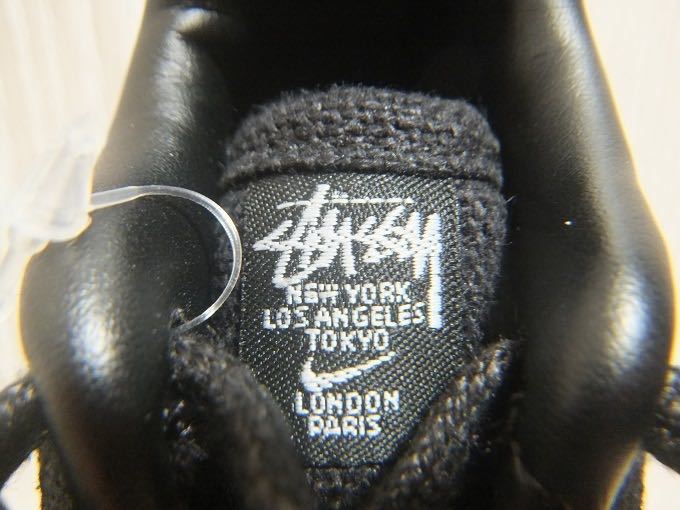 Stüssy
NEW YORK
LOS ANGELES
TOKYO
LONDON
PARIS